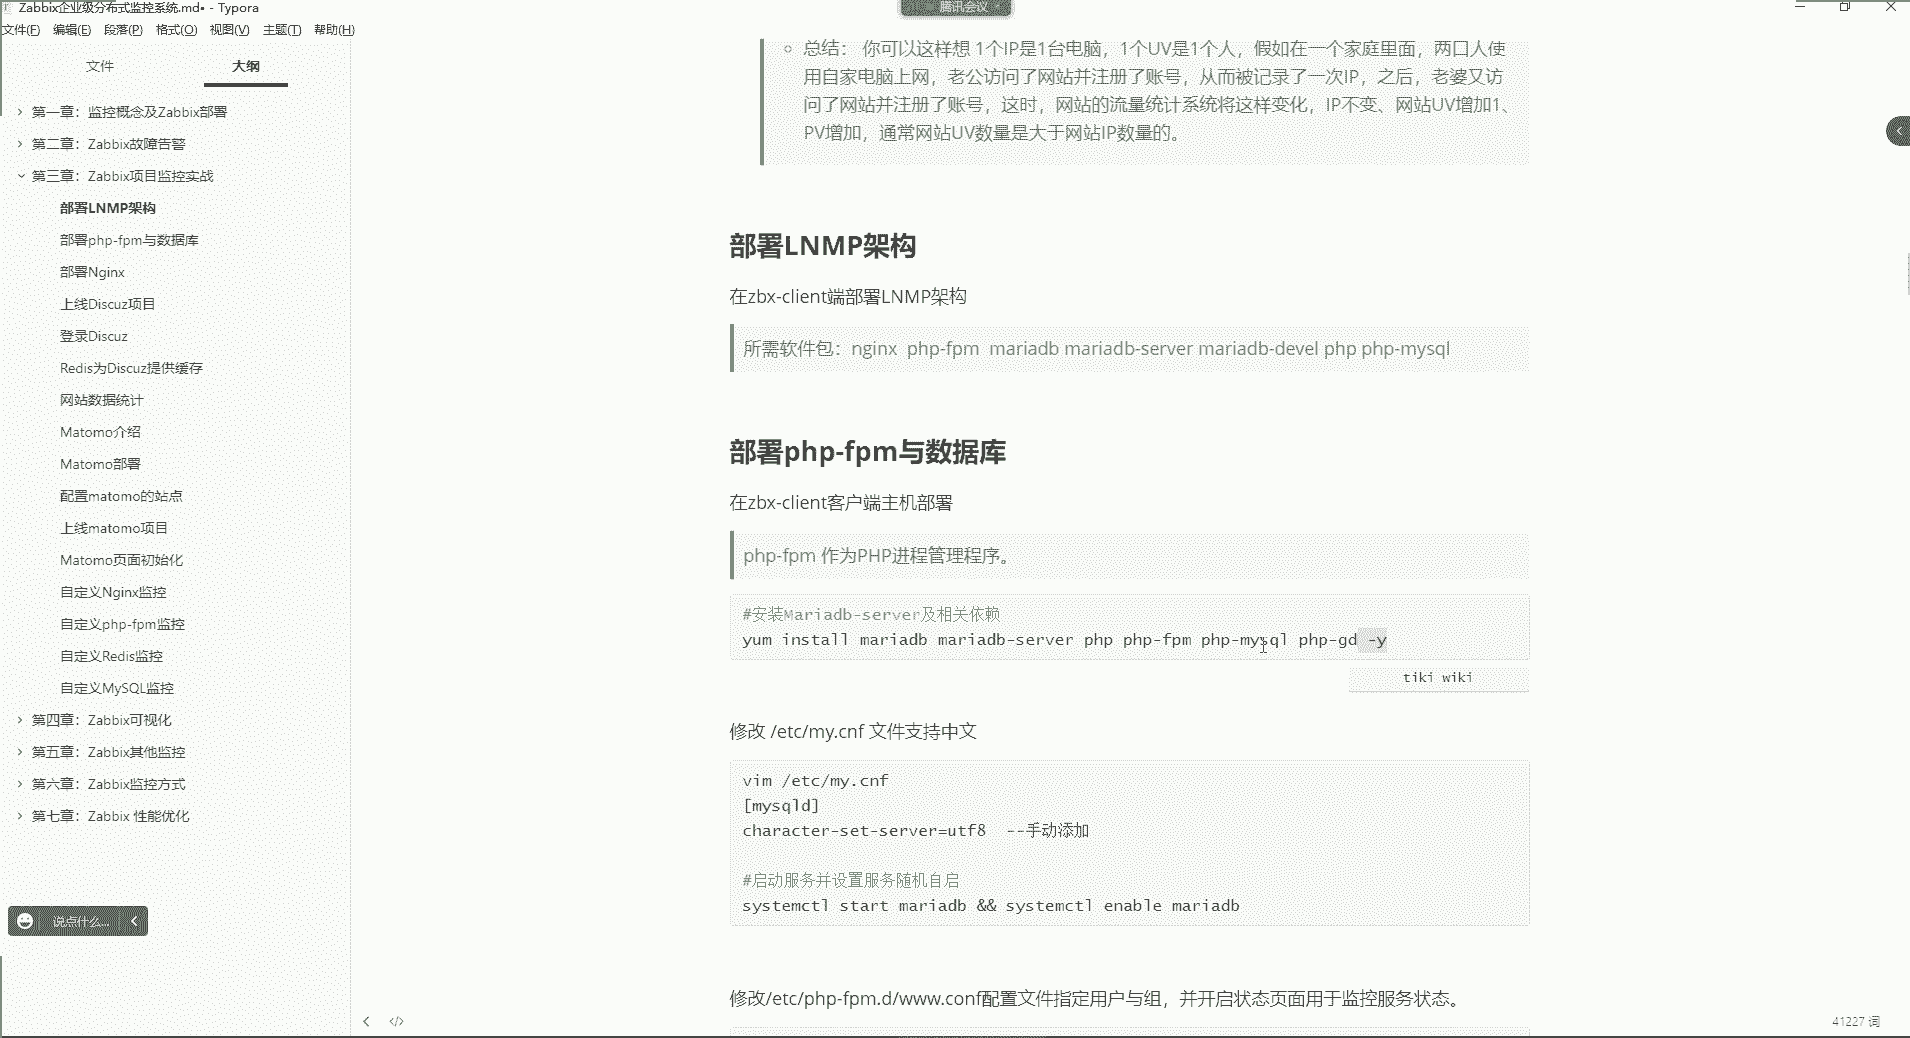 Zabbix企业级分布式监控系统.md• - Typora
腾讯会议
文件(F) 编辑(E) 段落(P) 格式(O) 视图(V) 主题(T) 帮助(H)
文件 大纲
第一章：监控概念及Zabbix部署
第二章：Zabbix故障告警
第三章：Zabbix项目监控实战
部署LNMP架构
部署php-fpm与数据库
部署Nginx
上线Discuz项目
登录Discuz
Redis为Discuz提供缓存
网站数据统计
Matomo介绍
Matomo部署
配置matomo的站点
上线matomo项目
Matomo页面初始化
自定义Nginx监控
自定义php-fpm监控
自定义Redis监控
自定义MySQL监控
第四章：Zabbix可视化
第五章：Zabbix其他监控
第六章：Zabbix监控方式
第七章：Zabbix 性能优化
说点什么...
总结： 你可以这样想 1个IP是1台电脑，1个UV是1个人，假如在一个家庭里面，两口人使
用自家电脑上网，老公访问了网站并注册了账号，从而被记录了一次IP，之后，老婆又访
问了网站并注册了账号，这时，网站的流量统计系统将这样变化，IP不变、网站UV增加1、
PV增加，通常网站UV数量是大于网站IP数量的。
部署LNMP架构
在zbx-client端部署LNMP架构
所需软件包：nginx php-fpm mariadb mariadb-server mariadb-devel php php-mysql
部署php-fpm与数据库
在zbx-client客户端主机部署
php-fpm 作为PHP进程管理程序。
#安装Mariadb-server及相关依赖
yum install mariadb mariadb-server php php-fpm php-mysql php-gd -y
tiki wiki
修改 /etc/my.cnf 文件支持中文
vim /etc/my.cnf
[mysqld]
character-set-server=utf8 --手动添加
#启动服务并设置服务随机自启
systemctl start mariadb && systemctl enable mariadb
修改/etc/php-fpm.d/www.conf配置文件指定用户与组，并开启状态页面用于监控服务状态。
</> 41227 词